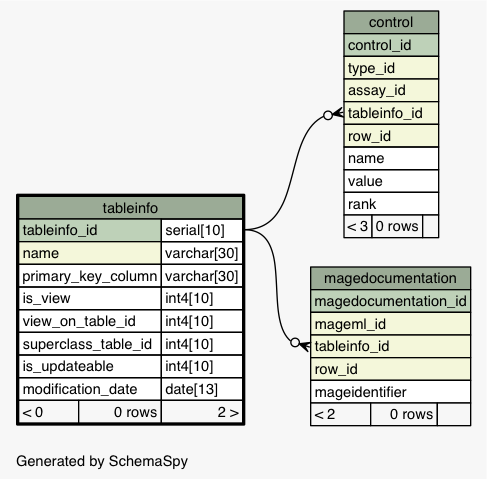 control
control_id
type_id
assay_id
tableinfo_id
row_id
name
value
rank
< 3 0 rows
tableinfo
tableinfo_id serial[10]
name varchar[30]
primary_key_column varchar[30]
is_view int4[10]
view_on_table_id int4[10]
superclass_table_id int4[10]
is_updateable int4[10]
modification_date date[13]
< 0 0 rows 2 >
magedocumentation
magedocumentation_id
mageml_id
tableinfo_id
row_id
mageidentifier
< 2 0 rows
Generated by SchemaSpy